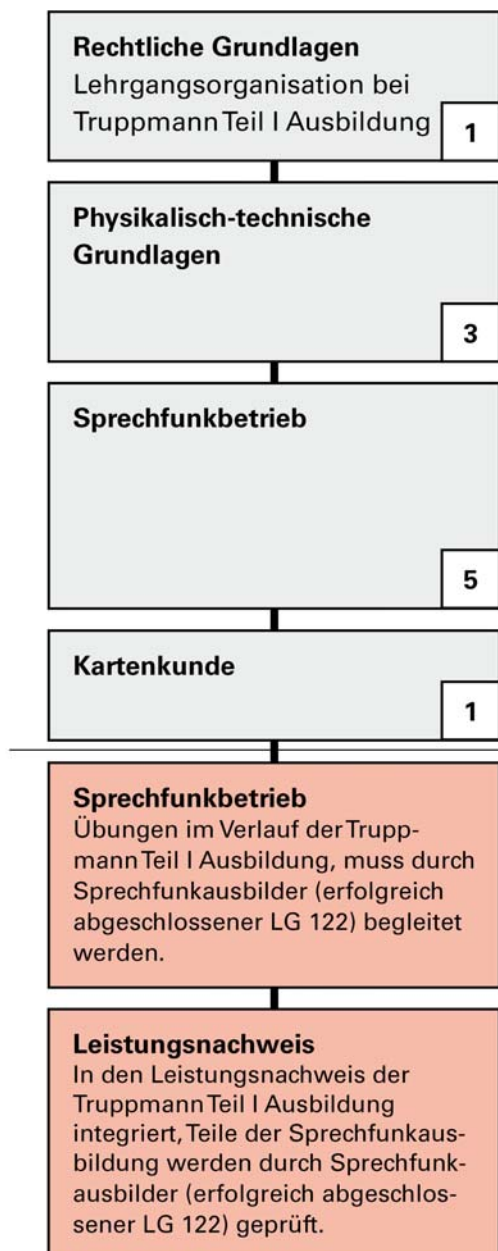 Rechtliche Grundlagen
Lehrgangsorganisation bei
Truppmann Teil I Ausbildung
1
Physikalisch-technische
Grundlagen
3
Sprechfunkbetrieb
5
Kartenkunde
1
Sprechfunkbetrieb
Übungen im Verlauf der Trupp-
mann Teil I Ausbildung, muss durch
Sprechfunkausbilder (erfolgreich
abgeschlossener LG 122) begleitet
werden.
Leistungsnachweis
In den Leistungsnachweis der
Truppmann Teil I Ausbildung
integriert, Teile der Sprechfunkaus-
bildung werden durch Sprechfunk-
ausbilder (erfolgreich abgeschlos-
sener LG 122) geprüft.